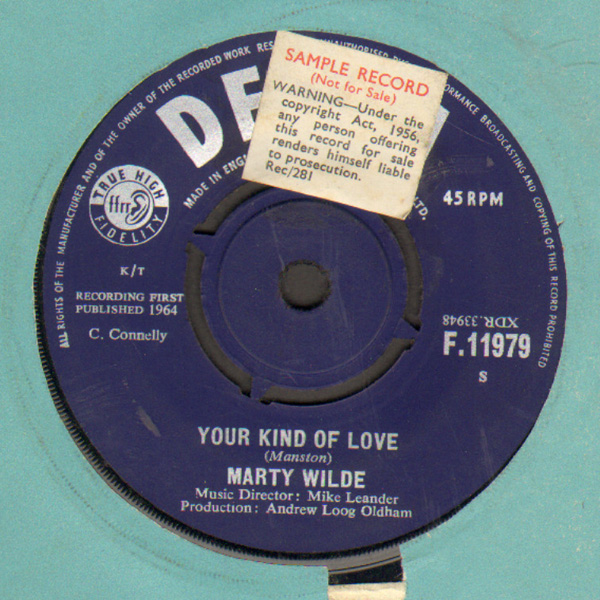 ALL RIGHTS OF THE MANUFACTURER AND OF THE OWNER OF THE RECORDED WORK
UNAUTHORISED
BROADCASTING AND COPYING OF THIS RECORD PROHIBITED
SAMPLE RECORD
(Not for Sale)
WARNING—Under the
copyright Act, 1956,
any person offering
this record for sale
renders himself liable
to prosecution.
Rec/281
DE
MADE IN ENG
LTD.
TRUE HIGH
ffrr
FIDELITY
45 RPM
K/T
RECORDING FIRST
PUBLISHED 1964
C. Connelly
XDR.33948
F.11979
S
YOUR KIND OF LOVE
(Manston)
MARTY WILDE
Music Director: Mike Leander
Production: Andrew Loog Oldham